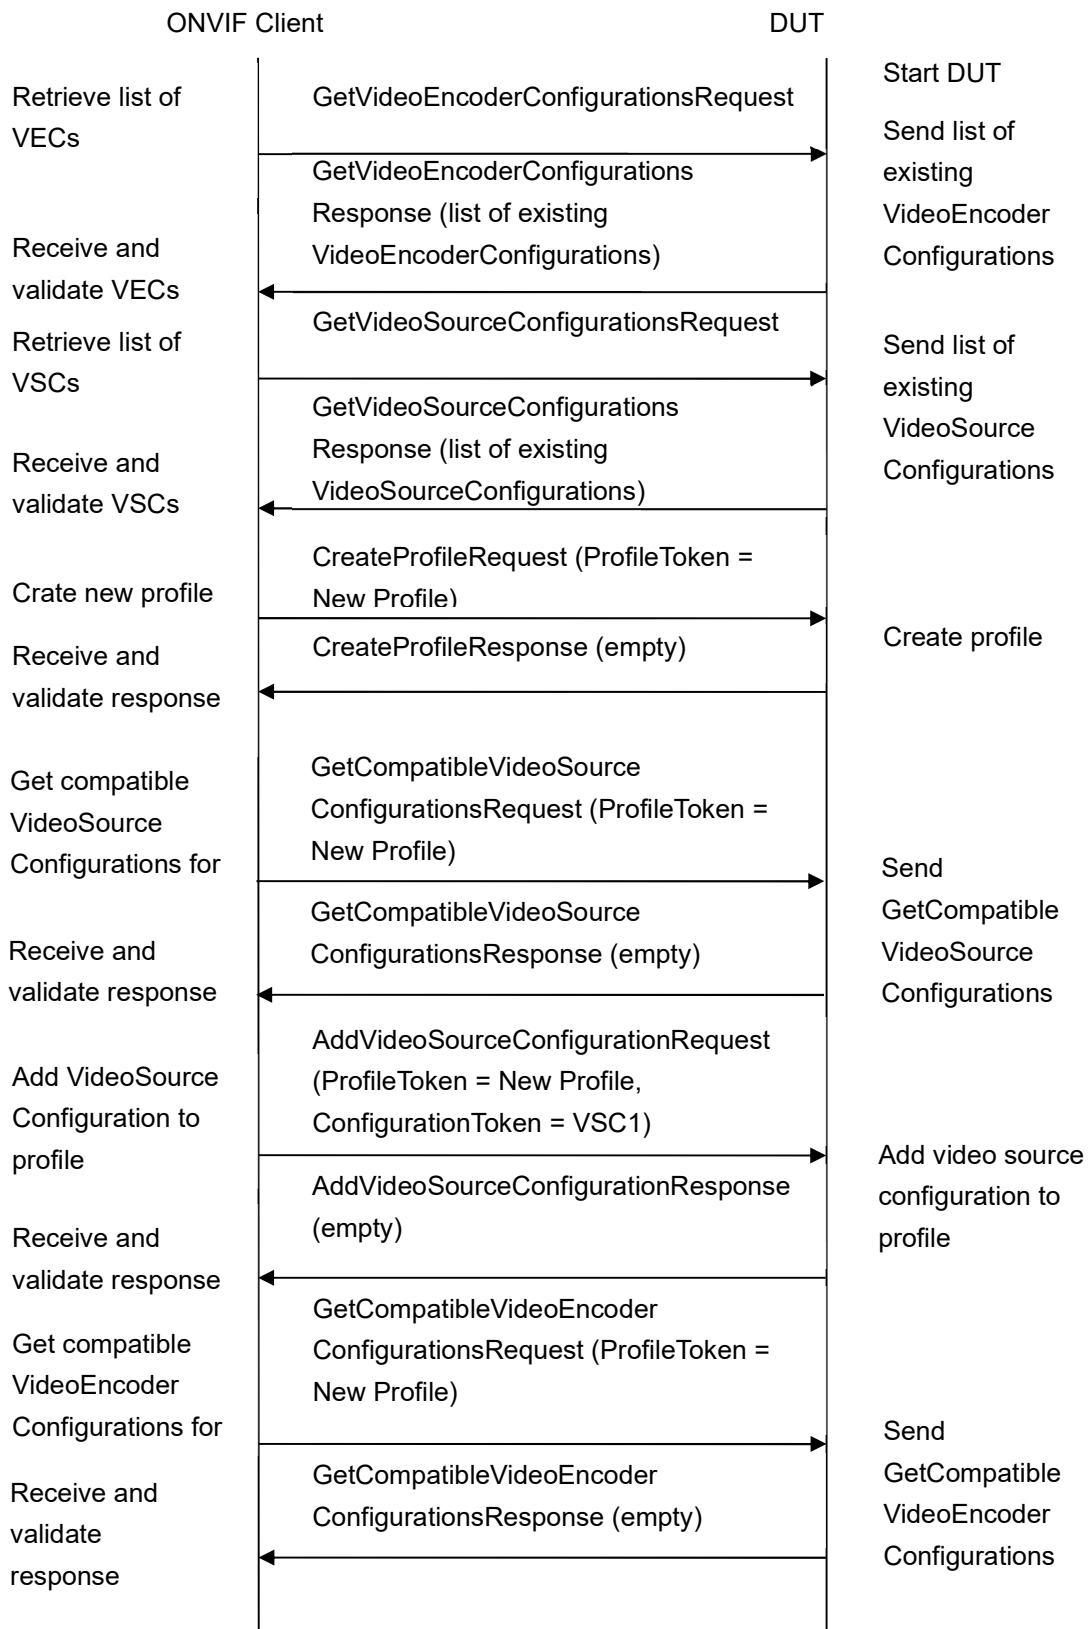 ONVIF Client
DUT
Start DUT
Retrieve list of
VECs
GetVideoEncoderConfigurationsRequest
Send list of
existing
VideoEncoder
Configurations
GetVideoEncoderConfigurations
Response (list of existing
VideoEncoderConfigurations)
Receive and
validate VECs
GetVideoSourceConfigurationsRequest
Retrieve list of
VSCs
Send list of
existing
VideoSource
Configurations
GetVideoSourceConfigurations
Response (list of existing
VideoSourceConfigurations)
Receive and
validate VSCs
CreateProfileRequest (ProfileToken =
New Profile)
Crate new profile
Create profile
CreateProfileResponse (empty)
Receive and
validate response
GetCompatibleVideoSource
ConfigurationsRequest (ProfileToken =
New Profile)
Get compatible
VideoSource
Configurations for
Send
GetCompatible
VideoSource
Configurations
GetCompatibleVideoSource
ConfigurationsResponse (empty)
Receive and
validate response
AddVideoSourceConfigurationRequest
(ProfileToken = New Profile,
ConfigurationToken = VSC1)
Add VideoSource
Configuration to
profile
Add video source
configuration to
profile
AddVideoSourceConfigurationResponse
(empty)
Receive and
validate response
GetCompatibleVideoEncoder
ConfigurationsRequest (ProfileToken =
New Profile)
Get compatible
VideoEncoder
Configurations for
Send
GetCompatible
VideoEncoder
Configurations
GetCompatibleVideoEncoder
ConfigurationsResponse (empty)
Receive and
validate
response